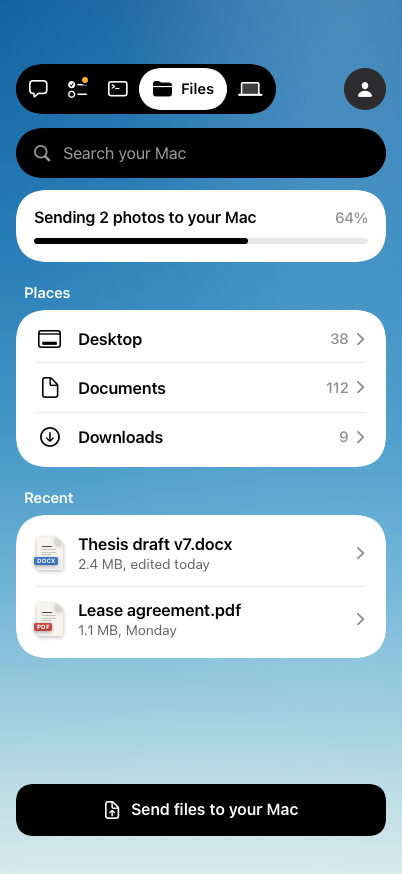 Files
Search your Mac
Sending 2 photos to your Mac 64%
Places
Desktop 38
Documents 112
Downloads 9
Recent
Thesis draft v7.docx
DOCX
2.4 MB, edited today
Lease agreement.pdf
PDF
1.1 MB, Monday
Send files to your Mac